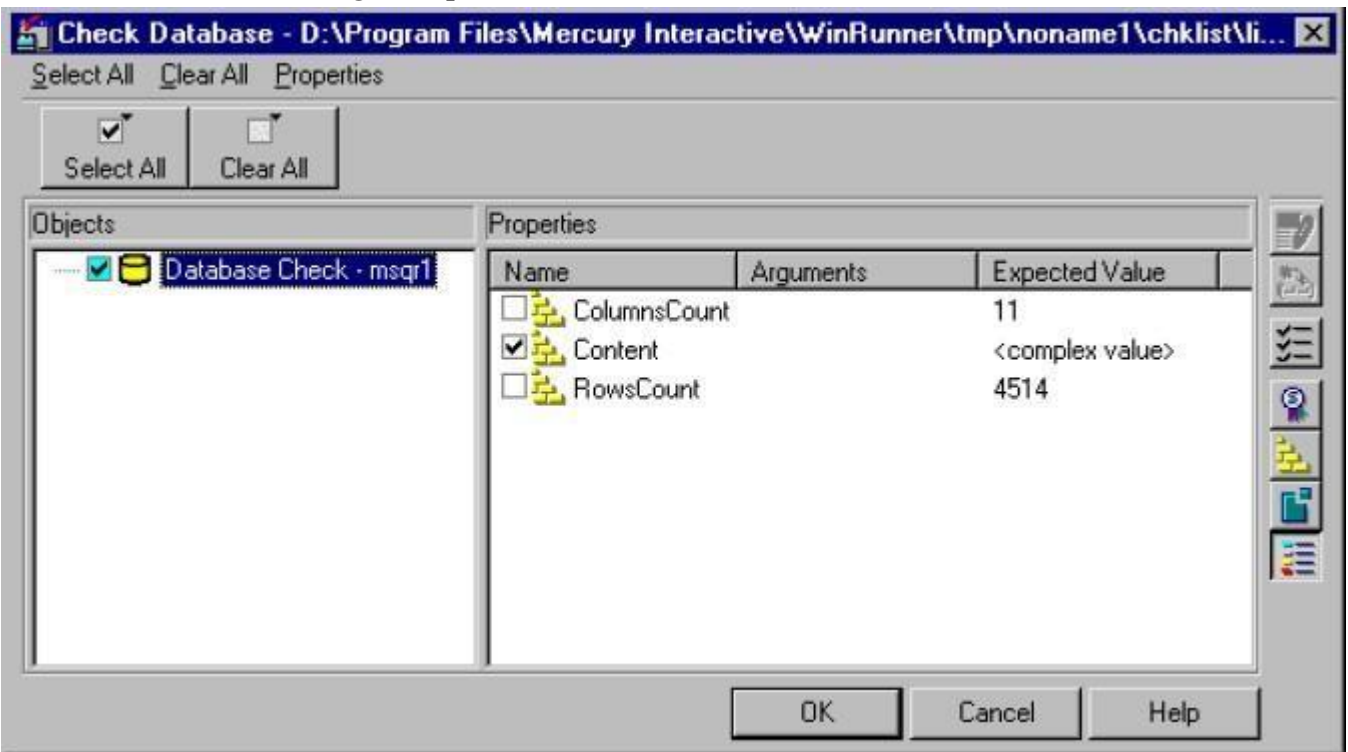 Check Database - D:\Program Files\Mercury Interactive\WinRunner\tmp\noname1\chklist\li...
Select All Clear All Properties
Select All Clear All
Objects Properties
Database Check - msqr1 Name Arguments Expected Value
ColumnsCount 11
Content <complex value>
RowsCount 4514
OK Cancel Help